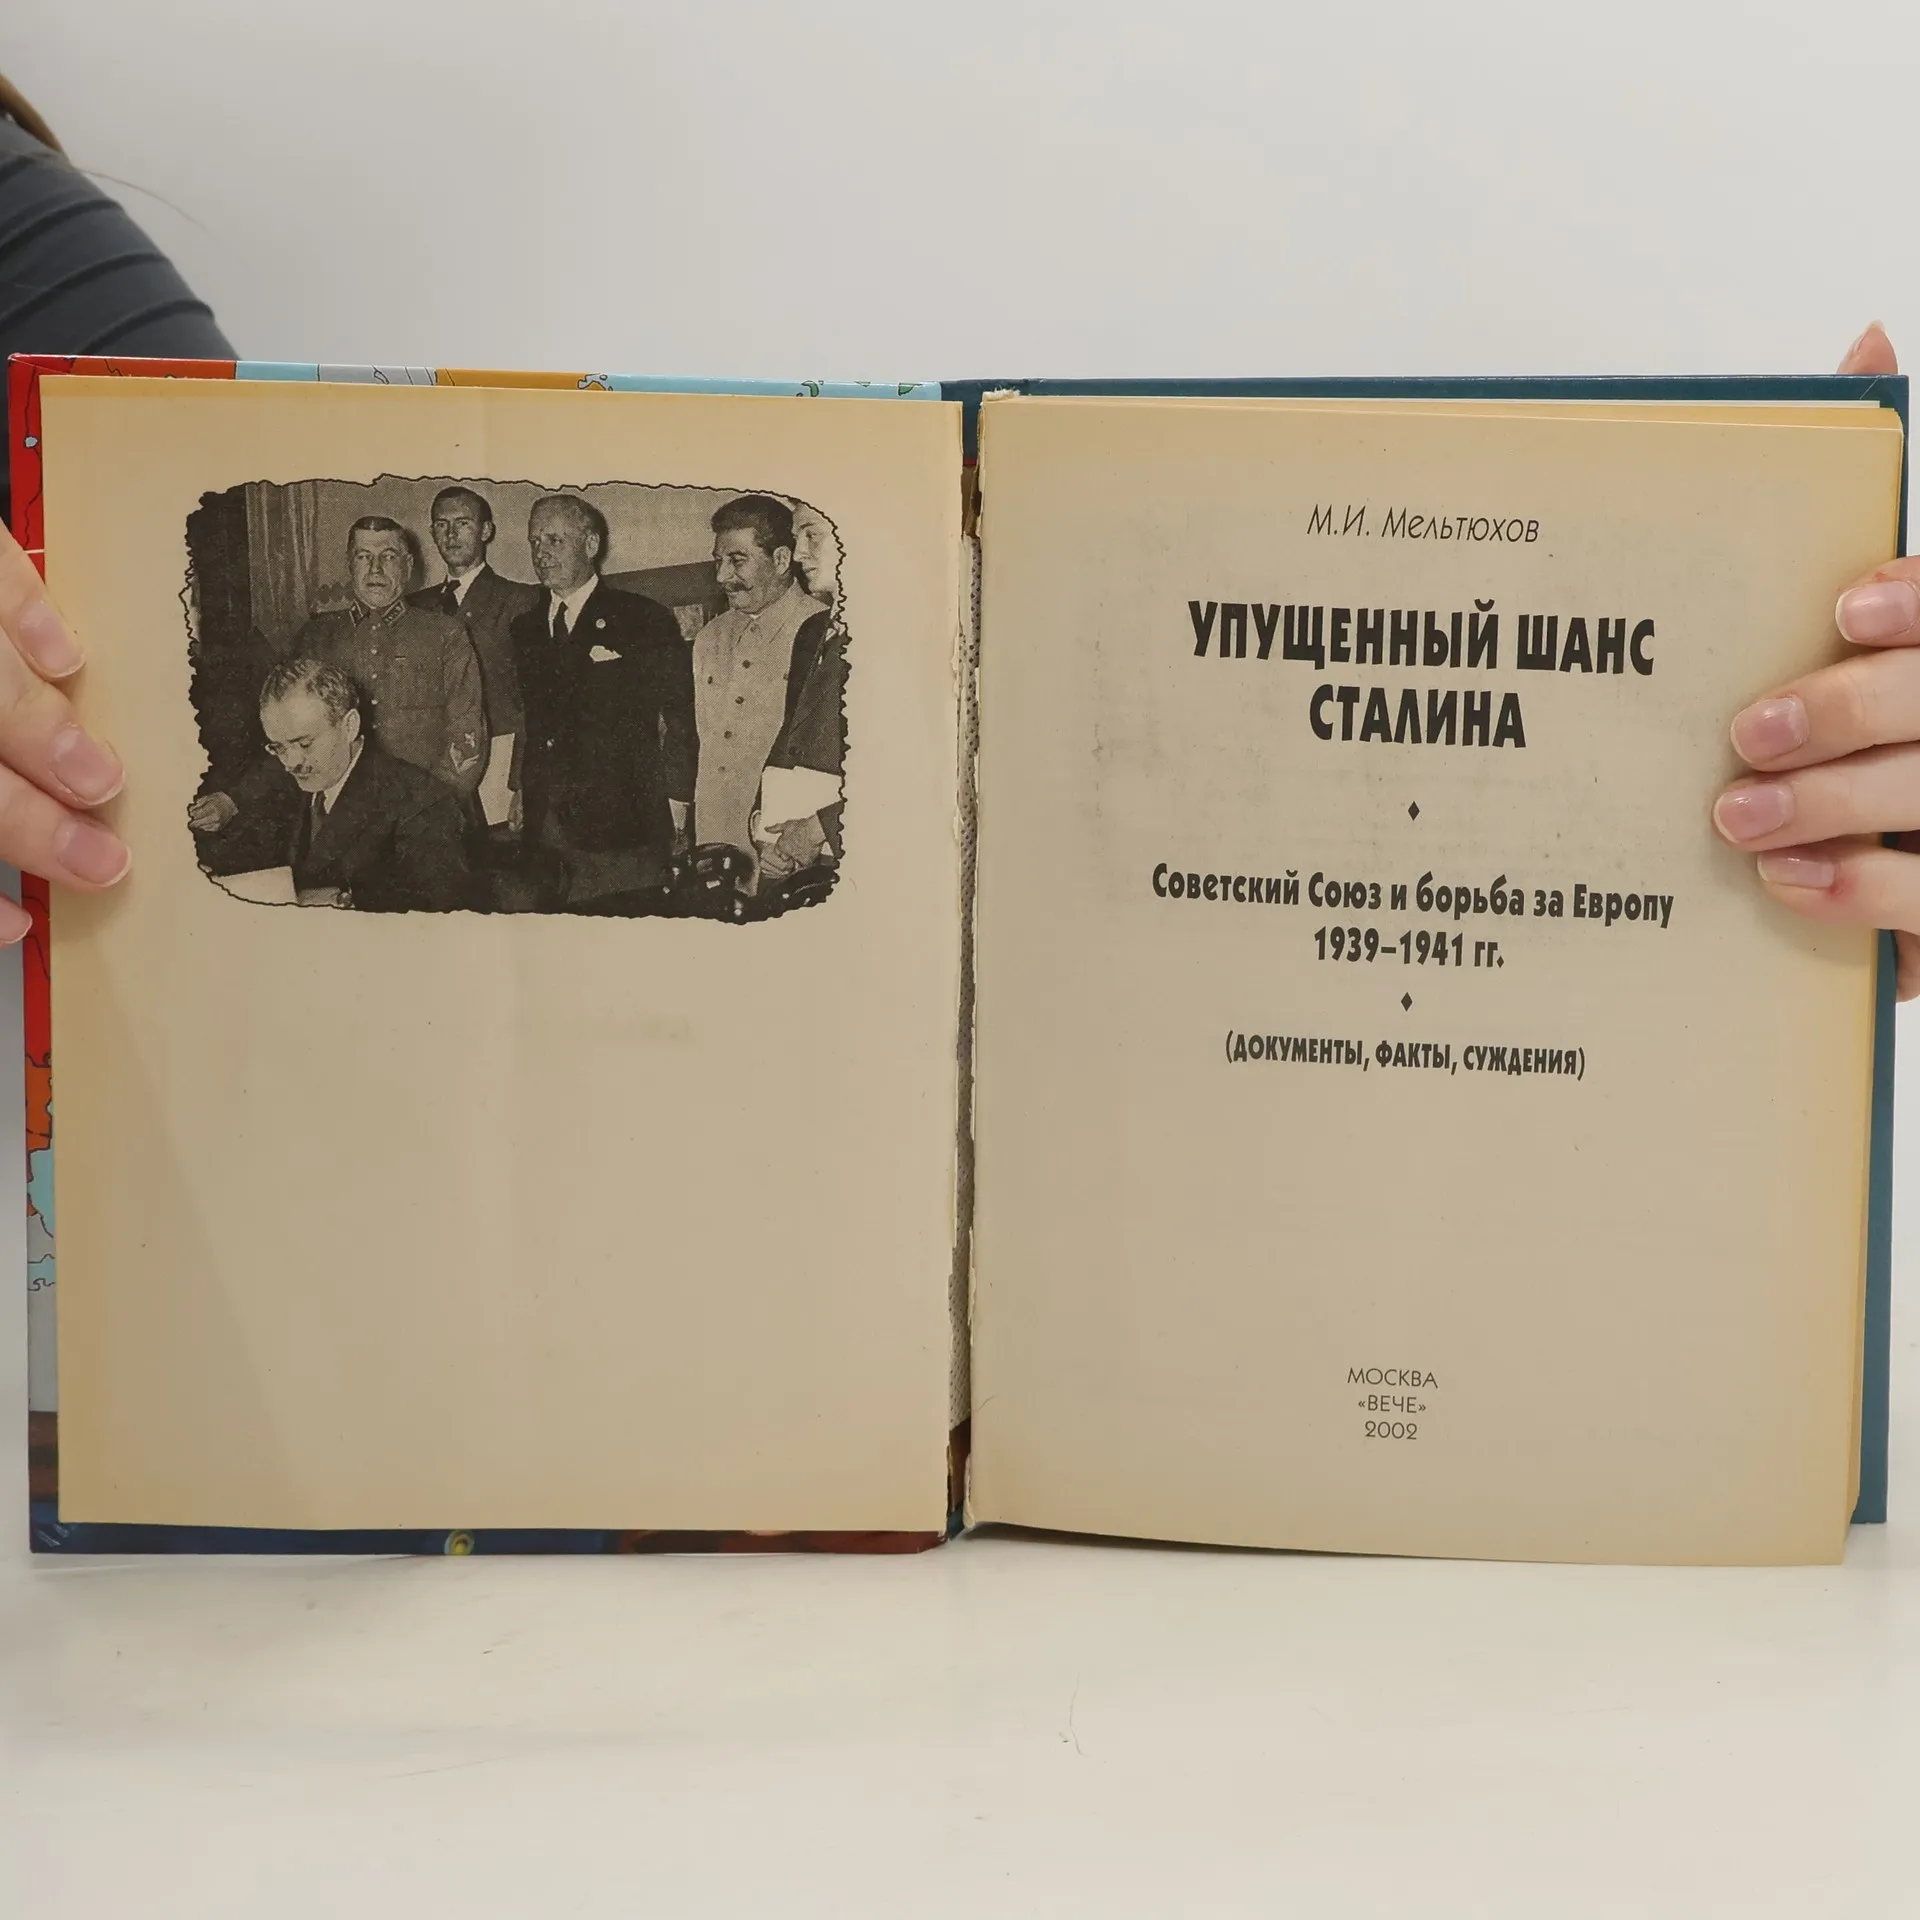 М.И. Мельтюхов
УПУЩЕННЫЙ ШАНС
СТАЛИНА
Советский Союз и борьба за Европу
1939–1941 гг.
(ДОКУМЕНТЫ, ФАКТЫ, СУЖДЕНИЯ)
МОСКВА
«ВЕЧЕ»
2002